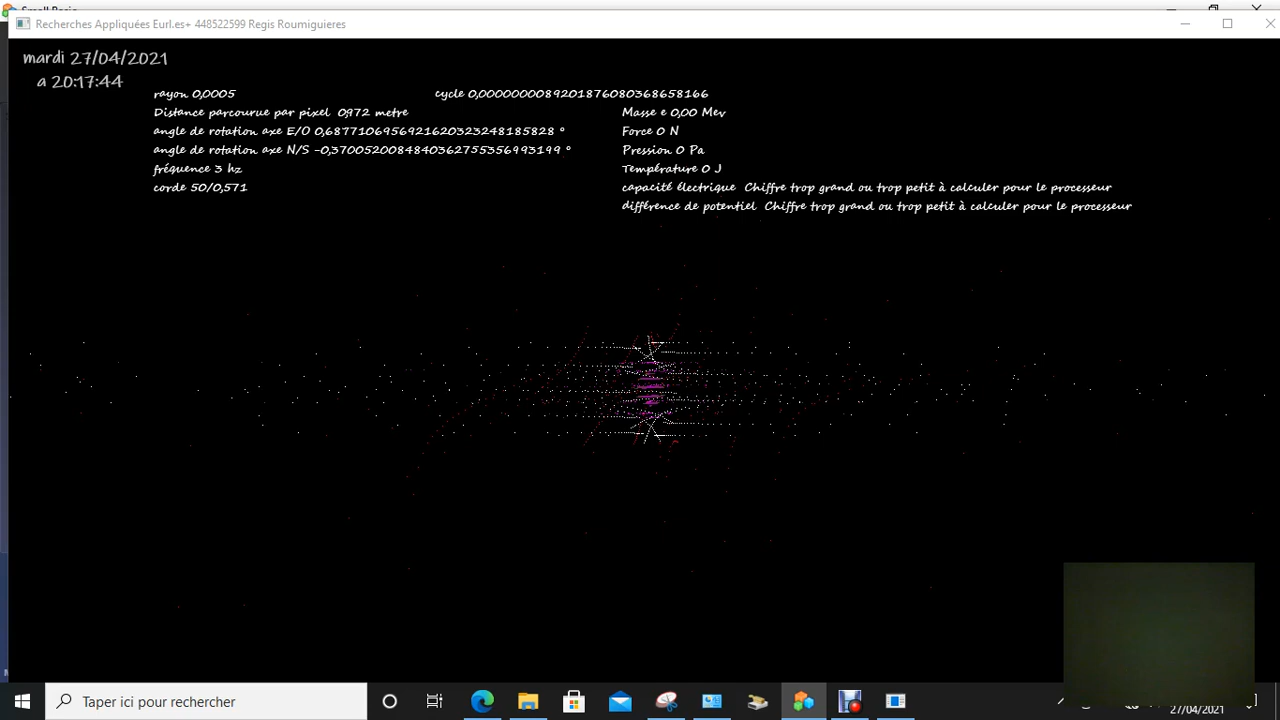 Small Basic
Recherches Appliquées Eurl.es+ 448522599 Regis Roumiguieres
mardi 27/04/2021
a 20:17:44
rayon 0,0005
cycle 0,0000000089201876080368658166
Distance parcourue par pixel 0,972 metre
Masse e 0,00 Mev
angle de rotation axe E/O 0,6877106956921620323248185828 °
Force 0 N
angle de rotation axe N/S -0,3700520084840362755356993199 °
Pression 0 Pa
fréquence 3 hz
Température 0 J
corde 50/0,571
capacité électrique Chiffre trop grand ou trop petit à calculer pour le processeur
différence de potentiel Chiffre trop grand ou trop petit à calculer pour le processeur
Taper ici pour rechercher
27/04/2021